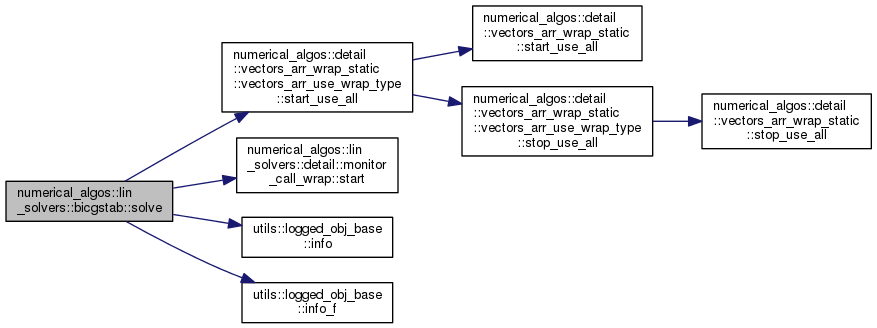 numerical_algos::lin
_solvers::bicgstab::solve
numerical_algos::detail
::vectors_arr_wrap_static
::vectors_arr_use_wrap_type
::start_use_all
numerical_algos::detail
::vectors_arr_wrap_static
::start_use_all
numerical_algos::detail
::vectors_arr_wrap_static
::vectors_arr_use_wrap_type
::stop_use_all
numerical_algos::detail
::vectors_arr_wrap_static
::stop_use_all
numerical_algos::lin
_solvers::detail::monitor
_call_wrap::start
utils::logged_obj_base
::info
utils::logged_obj_base
::info_f